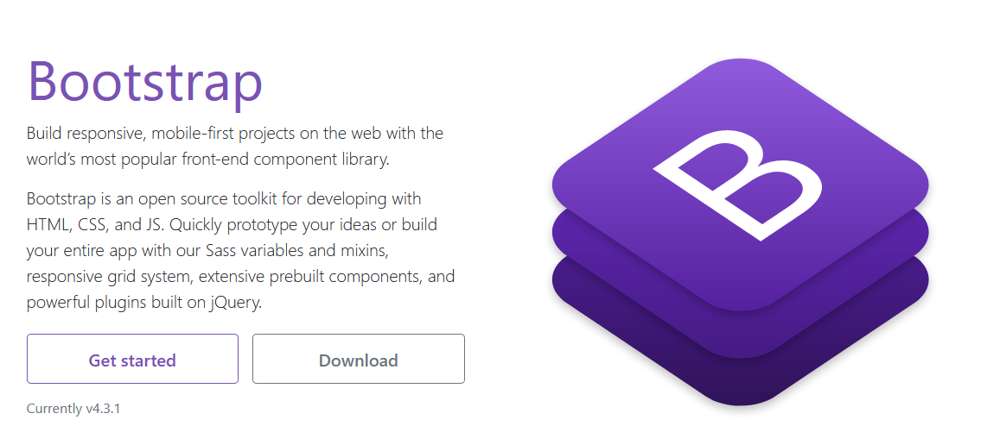 Bootstrap
Build responsive, mobile-first projects on the web with the
world’s most popular front-end component library.
Bootstrap is an open source toolkit for developing with
HTML, CSS, and JS. Quickly prototype your ideas or build
your entire app with our Sass variables and mixins,
responsive grid system, extensive prebuilt components, and
powerful plugins built on jQuery.
Get started
Download
Currently v4.3.1
B